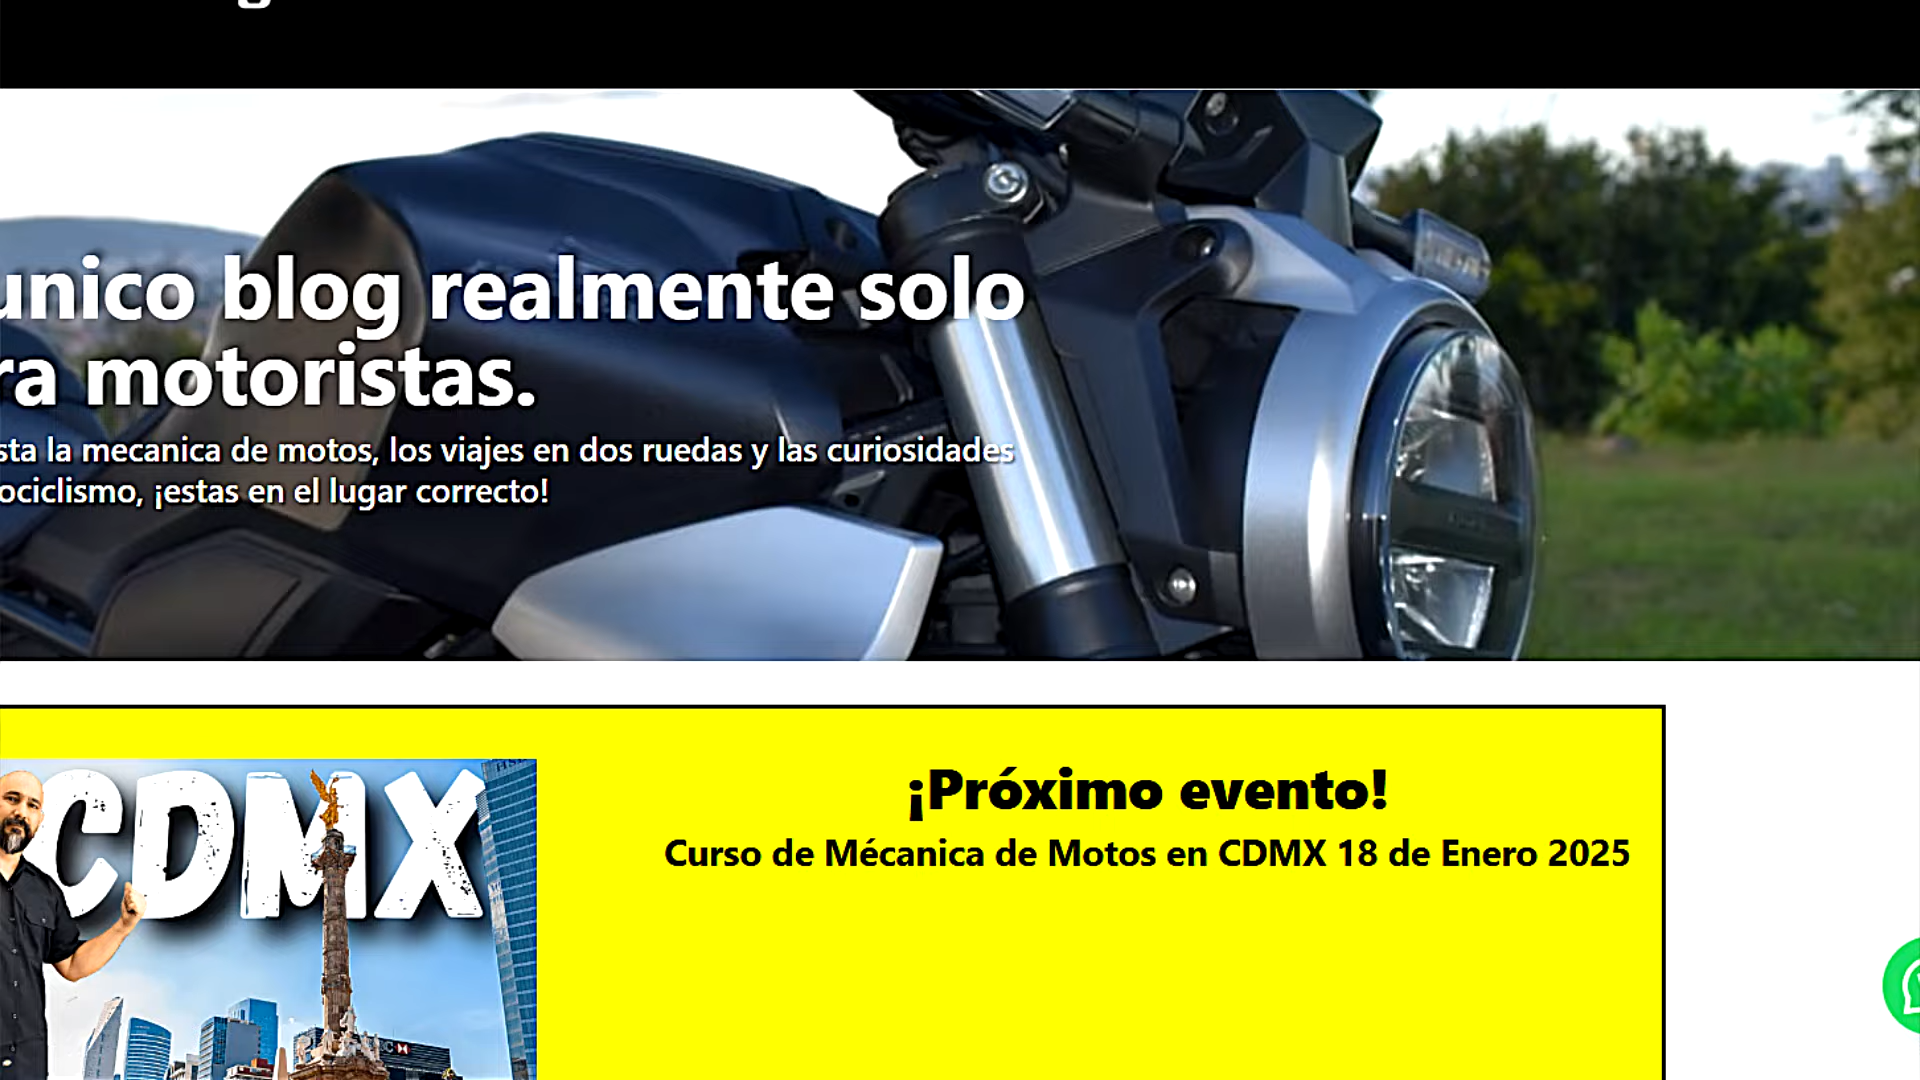 unico blog realmente solo
ra motoristas.
sta la mecanica de motos, los viajes en dos ruedas y las curiosidades
ociclismo, ¡estas en el lugar correcto!
¡Próximo evento!
Curso de Mécanica de Motos en CDMX 18 de Enero 2025
CDMX